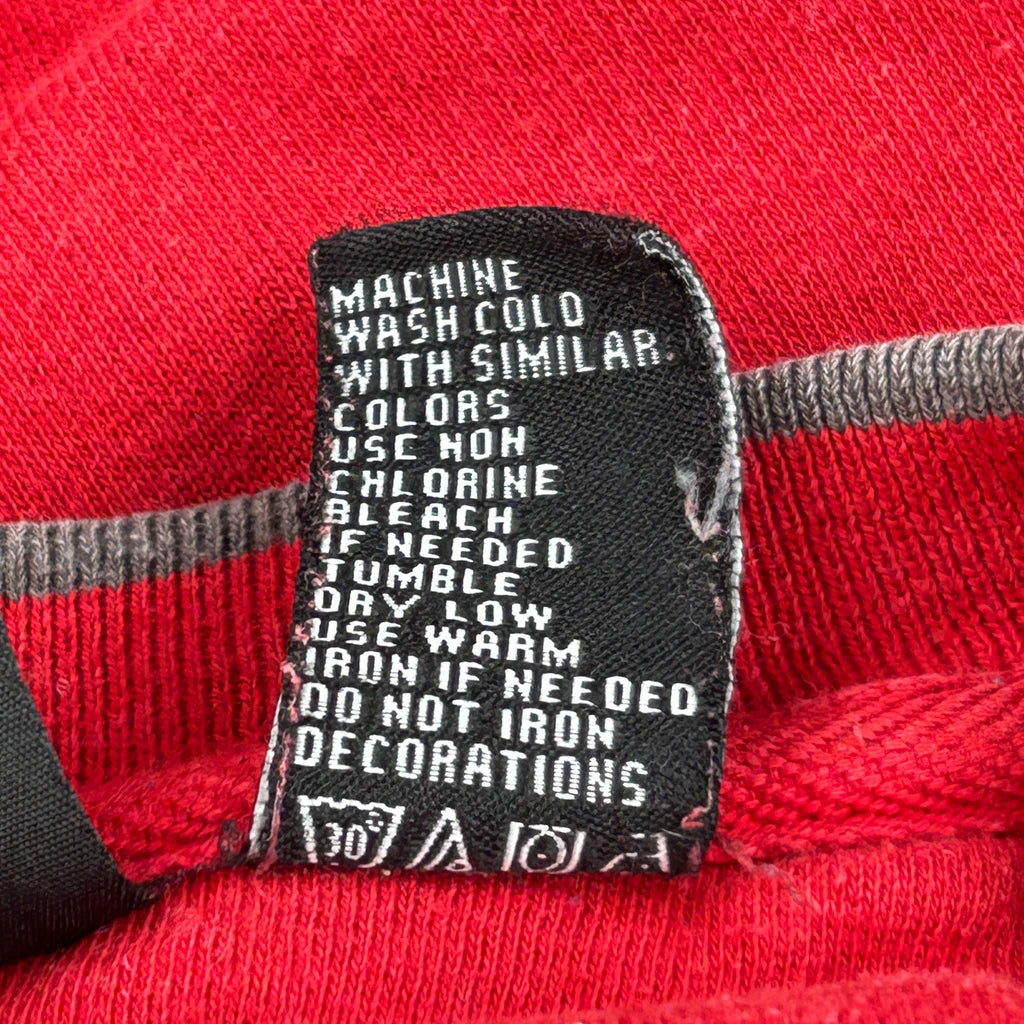 MACHINE
WASH COLD
WITH SIMILAR
COLORS
USE NON
CHLORINE
BLEACH
IF NEEDED
TUMBLE
DRY LOW
USE WARM
IRON IF NEEDED
DO NOT IRON
DECORATIONS
30°